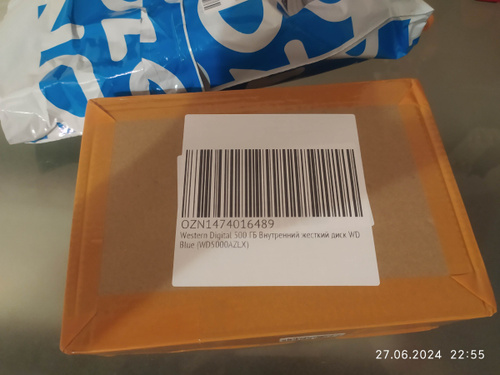 OZN1474016489
Western Digital 500 ГБ Внутренний жесткий диск WD
Blue (WD5000AZLX)
27.06.2024 22:55